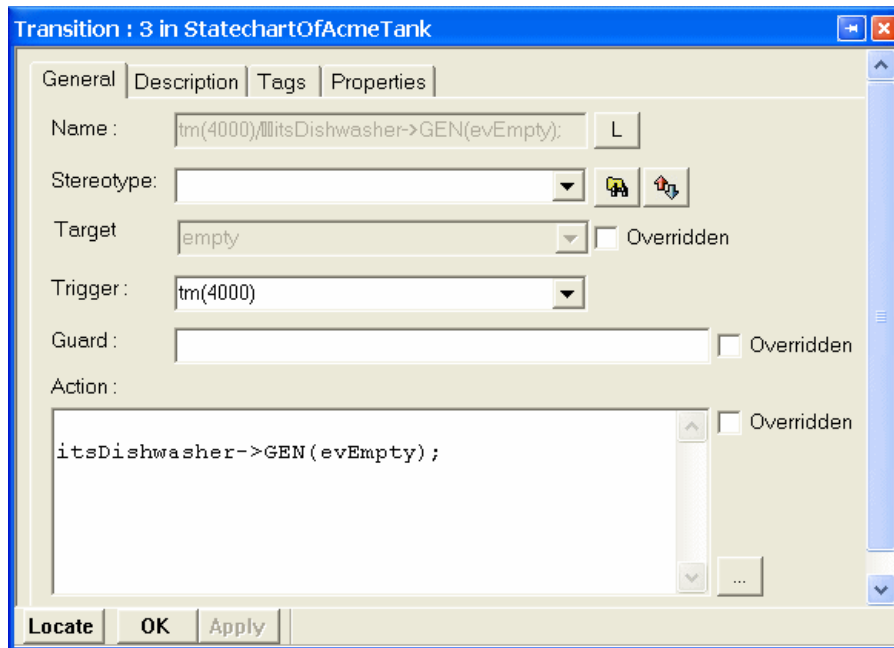 Transition : 3 in StatechartOfAcmeTank
General Description Tags Properties
Name : tm(4000)/itsDishwasher->GEN(evEmpty); L
Stereotype:
Target empty Overridden
Trigger : tm(4000)
Guard : Overridden
Action : Overridden
itsDishwasher->GEN(evEmpty);
...
Locate OK Apply